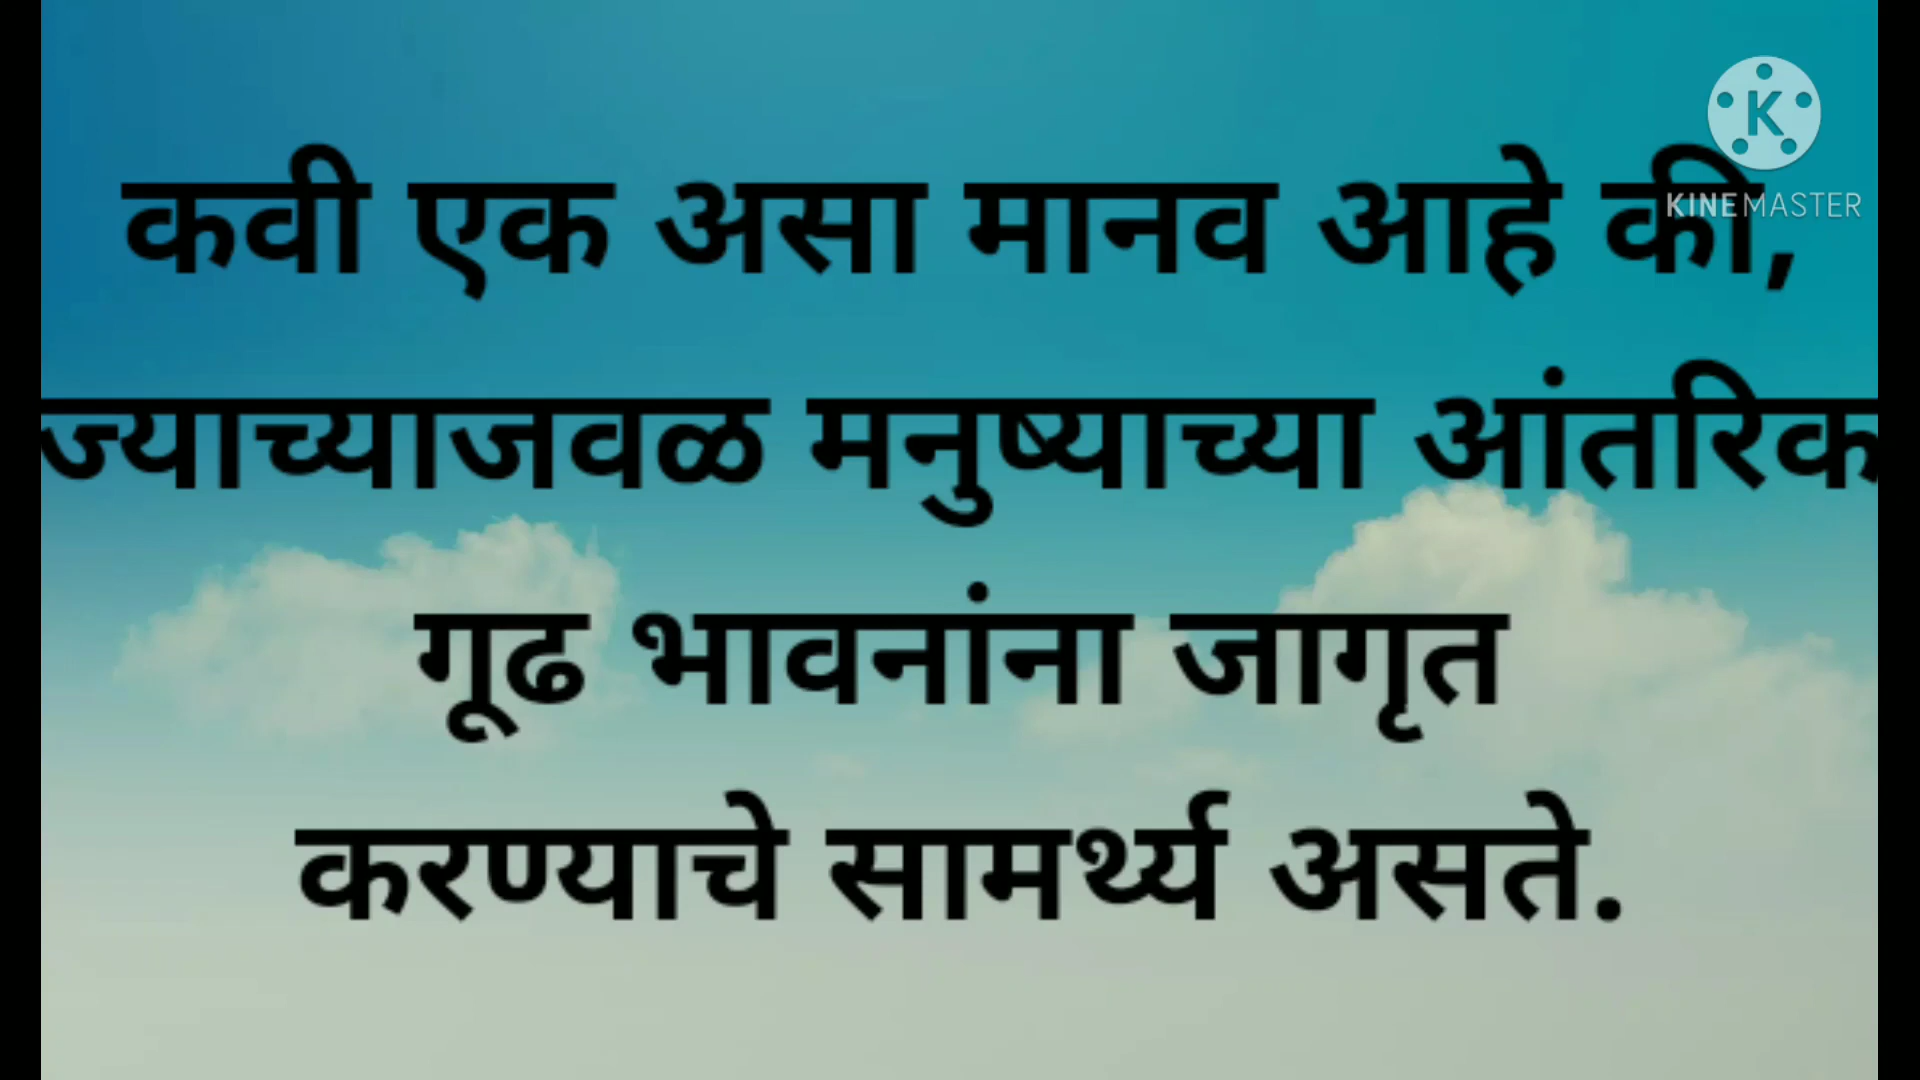 कवी एक असा मानव आहे की,
KINEMASTER
ज्याच्याजवळ मनुष्याच्या आंतरिक
गूढ भावनांना जागृत
करण्याचे सामर्थ्य असते.